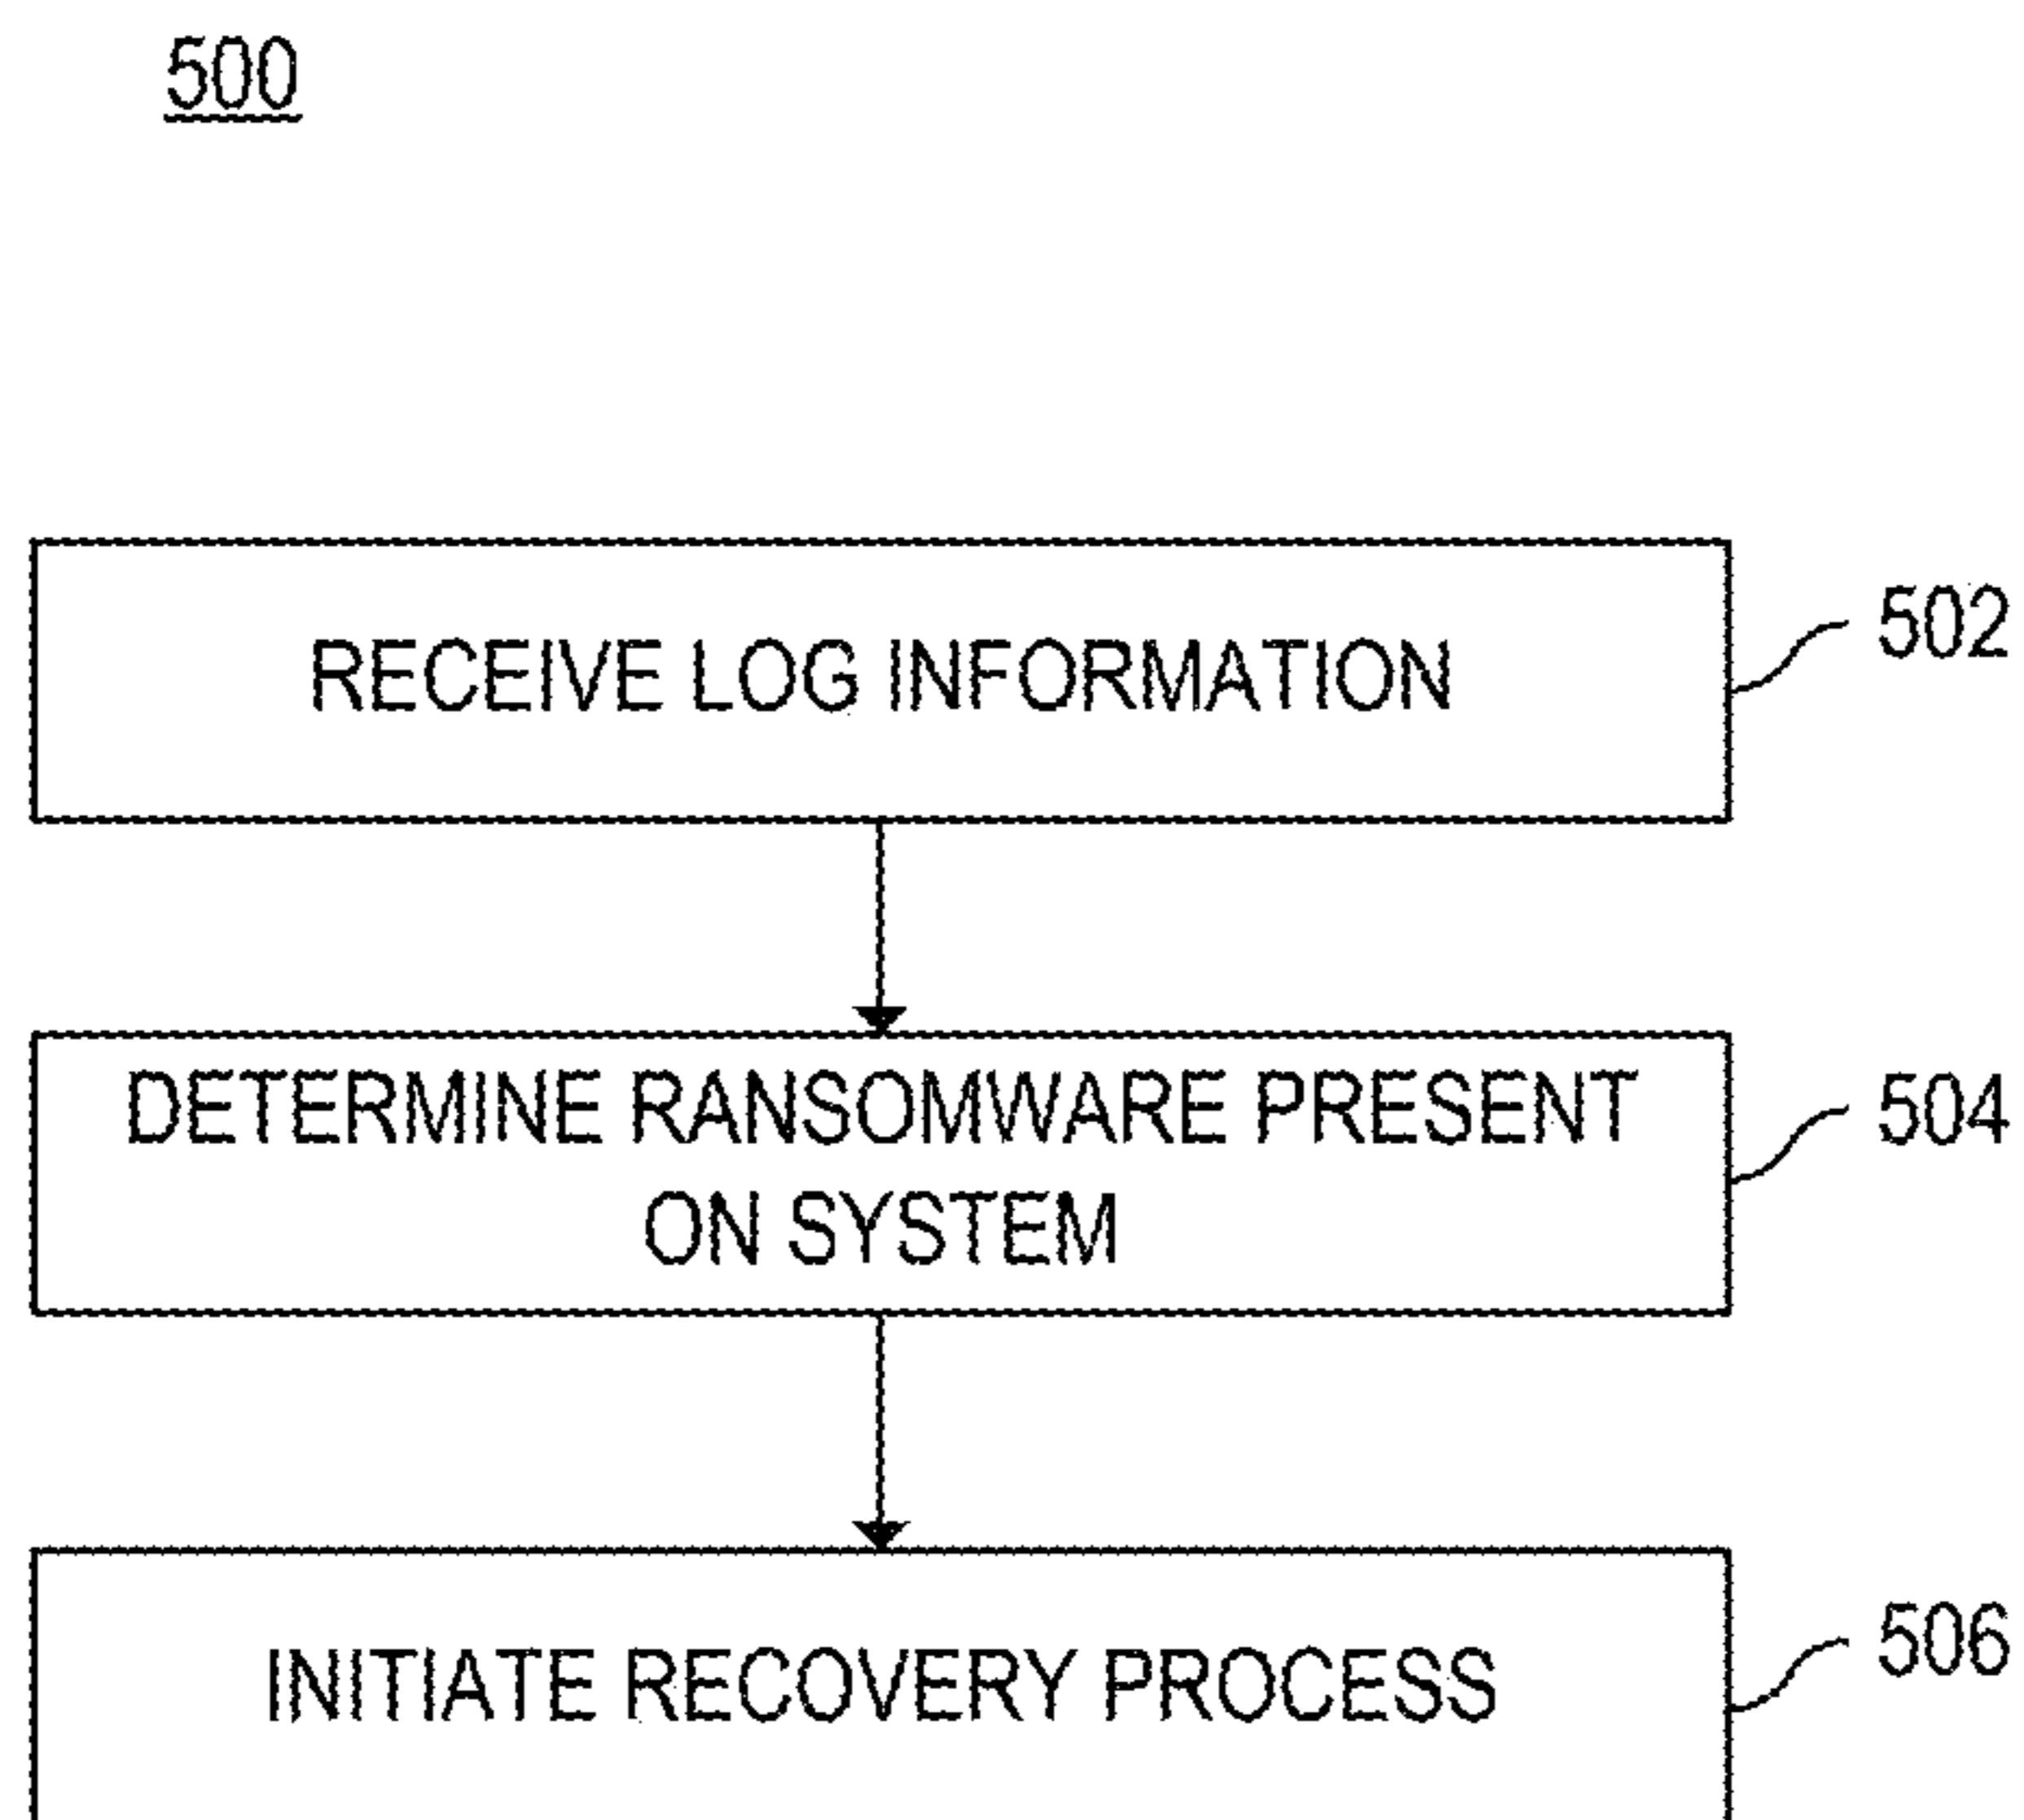 500
RECEIVE LOG INFORMATION
502
DETERMINE RANSOMWARE PRESENT
ON SYSTEM
504
INITIATE RECOVERY PROCESS
506